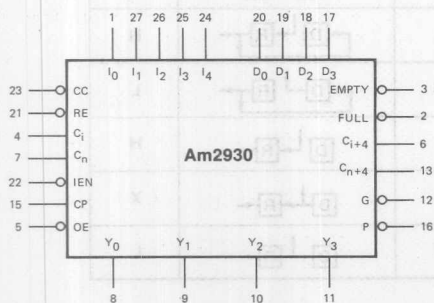 1 27 26 25 24 20 19 18 17
I0 I1 I2 I3 I4 D0 D1 D2 D3
23 CC EMPTY 3
21 RE FULL 2
4 Ci Ci+4 6
7 Cn Am2930 Cn+4 13
22 IEN
15 CP G 12
5 OE P 16
Y0 Y1 Y2 Y3
8 9 10 11